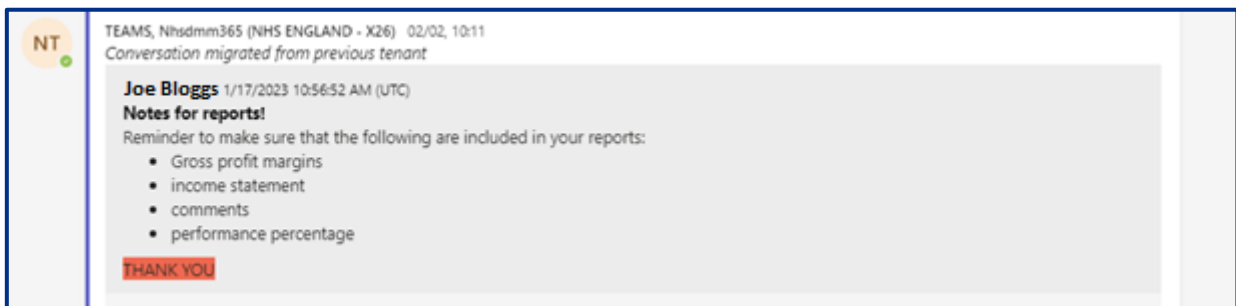 NT
TEAMS, Nhsdmm365 (NHS ENGLAND - X26) 02/02, 10:11
Conversation migrated from previous tenant
Joe Bloggs 1/17/2023 10:56:52 AM (UTC)
Notes for reports!
Reminder to make sure that the following are included in your reports:
• Gross profit margins
• income statement
• comments
• performance percentage
THANK YOU